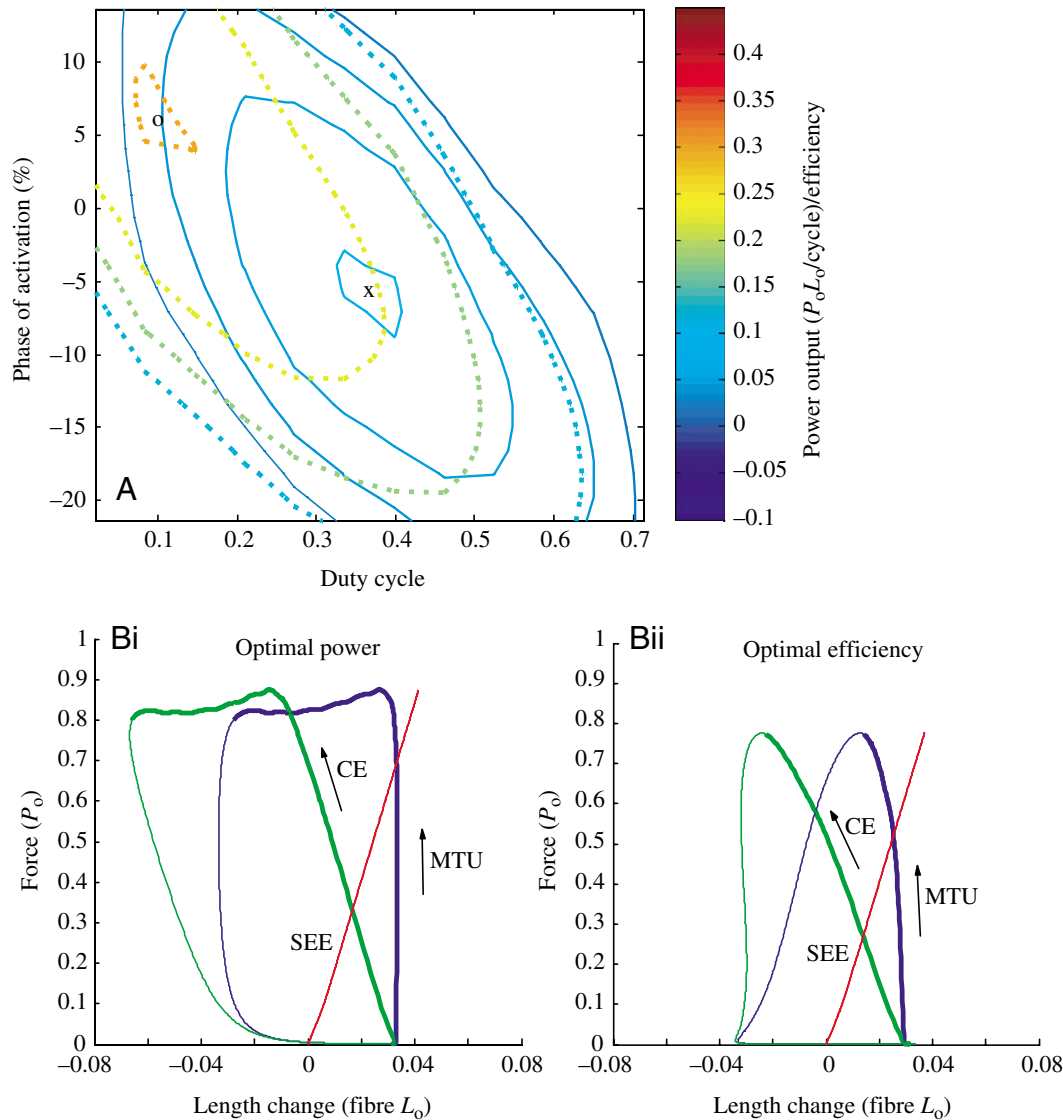 10
5
0
–5
–10
–15
–20
Phase of activation (%)
A
o
x
0.1 0.2 0.3 0.4 0.5 0.6 0.7
Duty cycle
0.4
0.35
0.3
0.25
0.2
0.15
0.1
0.05
0
–0.05
–0.1
Power output (PoLo/cycle)/efficiency
Bi
Optimal power
1
0.9
0.8
0.7
0.6
0.5
0.4
0.3
0.2
0.1
0
Force (Po)
CE
MTU
SEE
–0.08 –0.04 0 0.04 0.08
Length change (fibre Lo)
Bii
Optimal efficiency
1
0.9
0.8
0.7
0.6
0.5
0.4
0.3
0.2
0.1
0
Force (Po)
CE
MTU
SEE
–0.08 –0.04 0 0.04 0.08
Length change (fibre Lo)